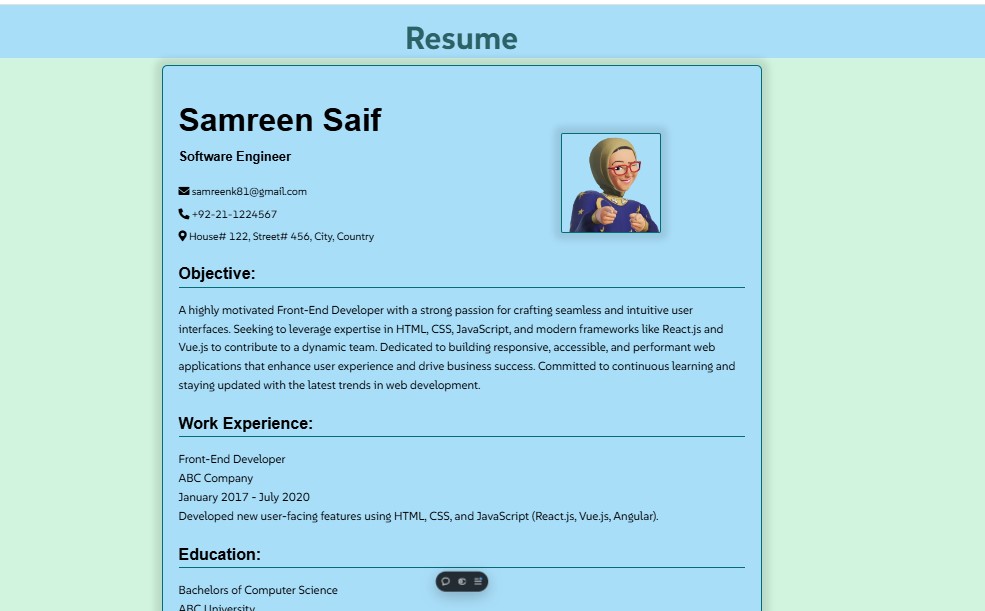 Resume
Samreen Saif
Software Engineer
samreenk81@gmail.com
+92-21-1224567
House# 122, Street# 456, City, Country
Objective:
A highly motivated Front-End Developer with a strong passion for crafting seamless and intuitive user
interfaces. Seeking to leverage expertise in HTML, CSS, JavaScript, and modern frameworks like React.js and
Vue.js to contribute to a dynamic team. Dedicated to building responsive, accessible, and performant web
applications that enhance user experience and drive business success. Committed to continuous learning and
staying updated with the latest trends in web development.
Work Experience:
Front-End Developer
ABC Company
January 2017 - July 2020
Developed new user-facing features using HTML, CSS, and JavaScript (React.js, Vue.js, Angular).
Education:
Bachelors of Computer Science
ABC University